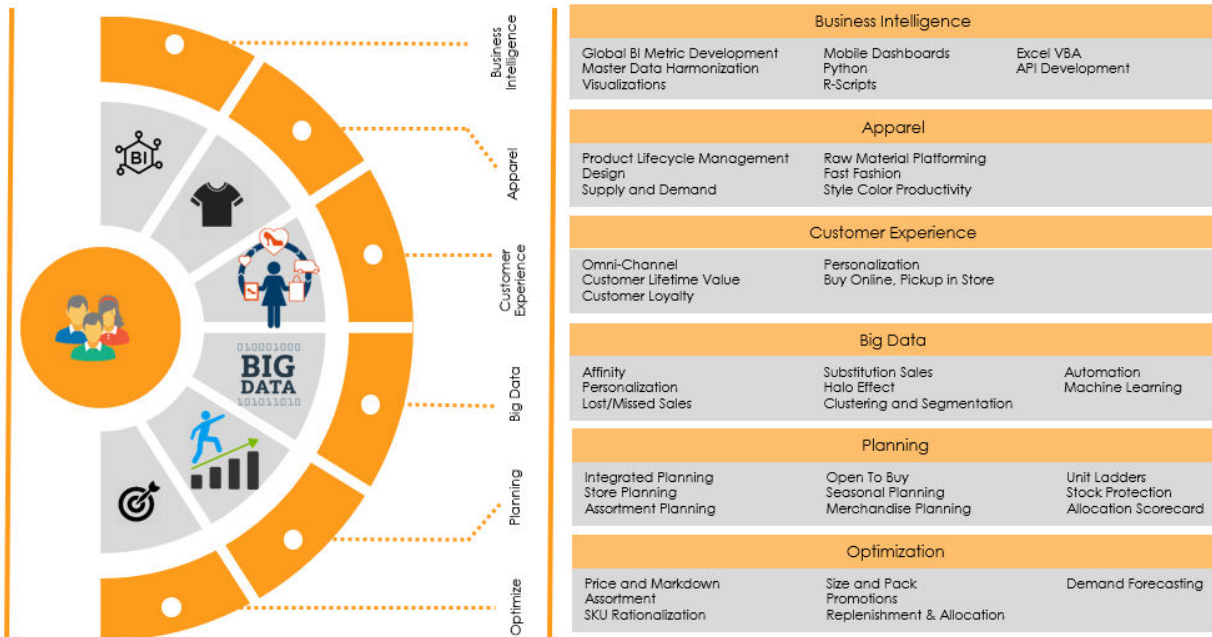 Business
Intelligence
Apparel
Customer
Experience
Big Data
Planning
Optimize
BI
010001000
BIG
DATA
101011010
Business Intelligence
Global BI Metric Development
Master Data Harmonization
Visualizations
Mobile Dashboards
Python
R-Scripts
Excel VBA
API Development
Apparel
Product Lifecycle Management
Design
Supply and Demand
Raw Material Platforming
Fast Fashion
Style Color Productivity
Customer Experience
Omni-Channel
Customer Lifetime Value
Customer Loyalty
Personalization
Buy Online, Pickup in Store
Big Data
Affinity
Personalization
Lost/Missed Sales
Substitution Sales
Halo Effect
Clustering and Segmentation
Automation
Machine Learning
Planning
Integrated Planning
Store Planning
Assortment Planning
Open To Buy
Seasonal Planning
Merchandise Planning
Unit Ladders
Stock Protection
Allocation Scorecard
Optimization
Price and Markdown
Assortment
SKU Rationalization
Size and Pack
Promotions
Replenishment & Allocation
Demand Forecasting